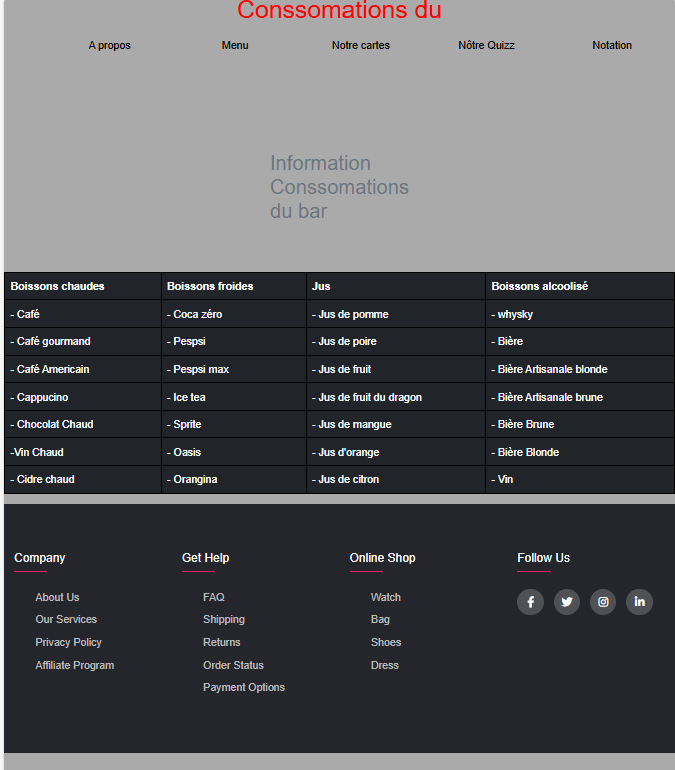 Conssomations du
A propos Menu Notre cartes Nôtre Quizz Notation
Information
Conssomations
du bar
Boissons chaudes Boissons froides Jus Boissons alcoolisé
- Café - Coca zéro - Jus de pomme - whysky
- Café gourmand - Pespsi - Jus de poire - Bière
- Café Americain - Pespsi max - Jus de fruit - Bière Artisanale blonde
- Cappucino - Ice tea - Jus de fruit du dragon - Bière Artisanale brune
- Chocolat Chaud - Sprite - Jus de mangue - Bière Brune
-Vin Chaud - Oasis - Jus d'orange - Bière Blonde
- Cidre chaud - Orangina - Jus de citron - Vin
Company Get Help Online Shop Follow Us
About Us FAQ Watch
Our Services Shipping Bag
Privacy Policy Returns Shoes
Affiliate Program Order Status Dress
Payment Options